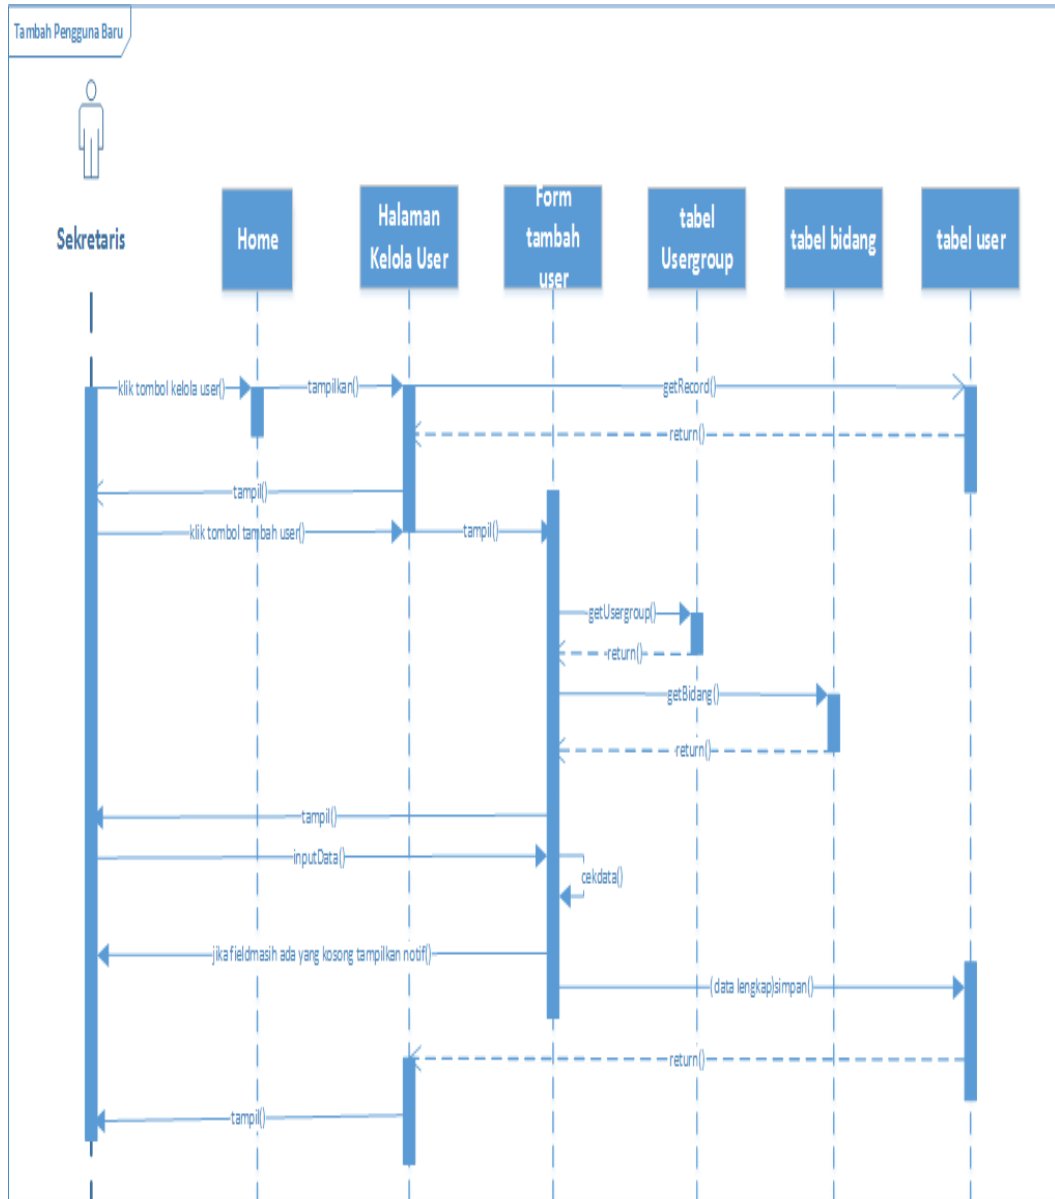 Tambah Pengguna Baru
Sekretaris
Home
Halaman
Kelola User
Form
tambah
user
tabel
Usergroup
tabel bidang
tabel user
klik tombol kelola user()
tampilkan()
getRecord()
return()
tampil()
klik tombol tambah user()
tampil()
getUsergroup()
return()
getBidang()
return()
tampil()
inputData()
cekdata()
jika fieldmasih ada yang kosong tampilkan notif()
(data lengkap)simpan()
return()
tampil()